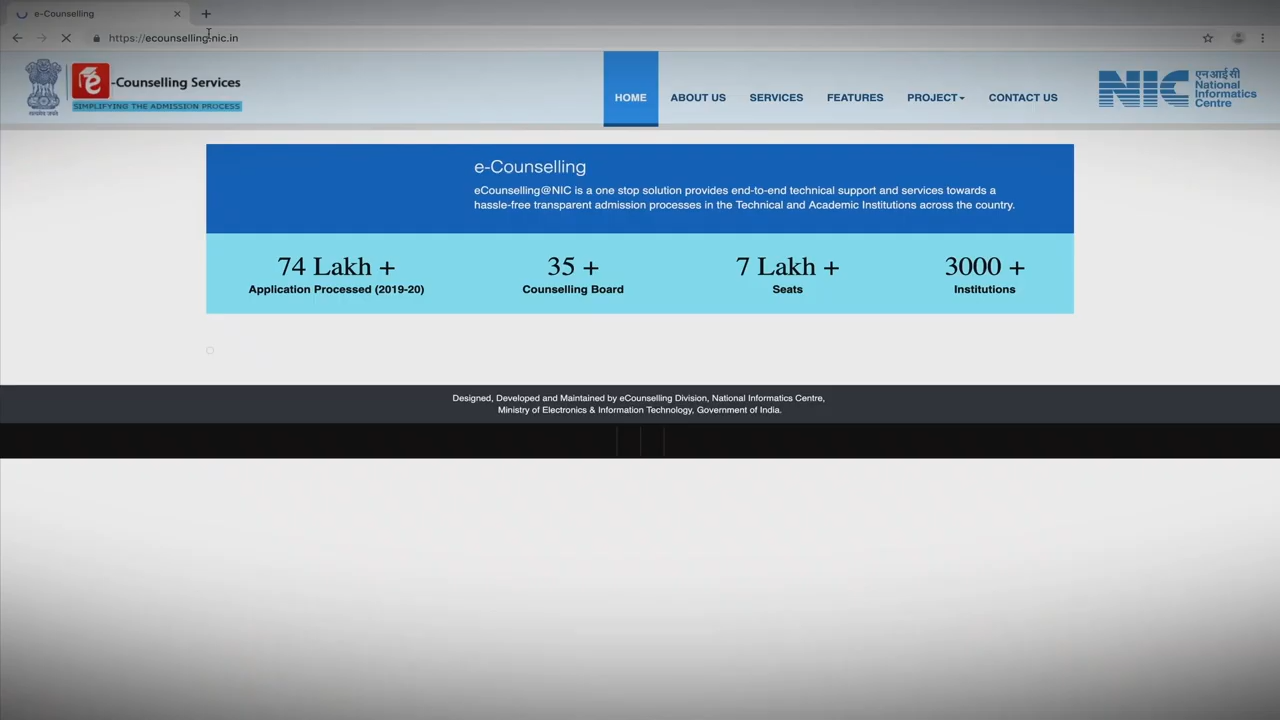 e-Counselling
https://ecounselling.nic.in
e-Counselling Services
SIMPLIFYING THE ADMISSION PROCESS
सत्यमेव जयते
HOME
ABOUT US
SERVICES
FEATURES
PROJECT
CONTACT US
NIC
एन आई सी
National
Informatics
Centre
e-Counselling
eCounselling@NIC is a one stop solution provides end-to-end technical support and services towards a
hassle-free transparent admission processes in the Technical and Academic Institutions across the country.
74 Lakh +
Application Processed (2019-20)
35 +
Counselling Board
7 Lakh +
Seats
3000 +
Institutions
Designed, Developed and Maintained by eCounselling Division, National Informatics Centre,
Ministry of Electronics & Information Technology, Government of India.